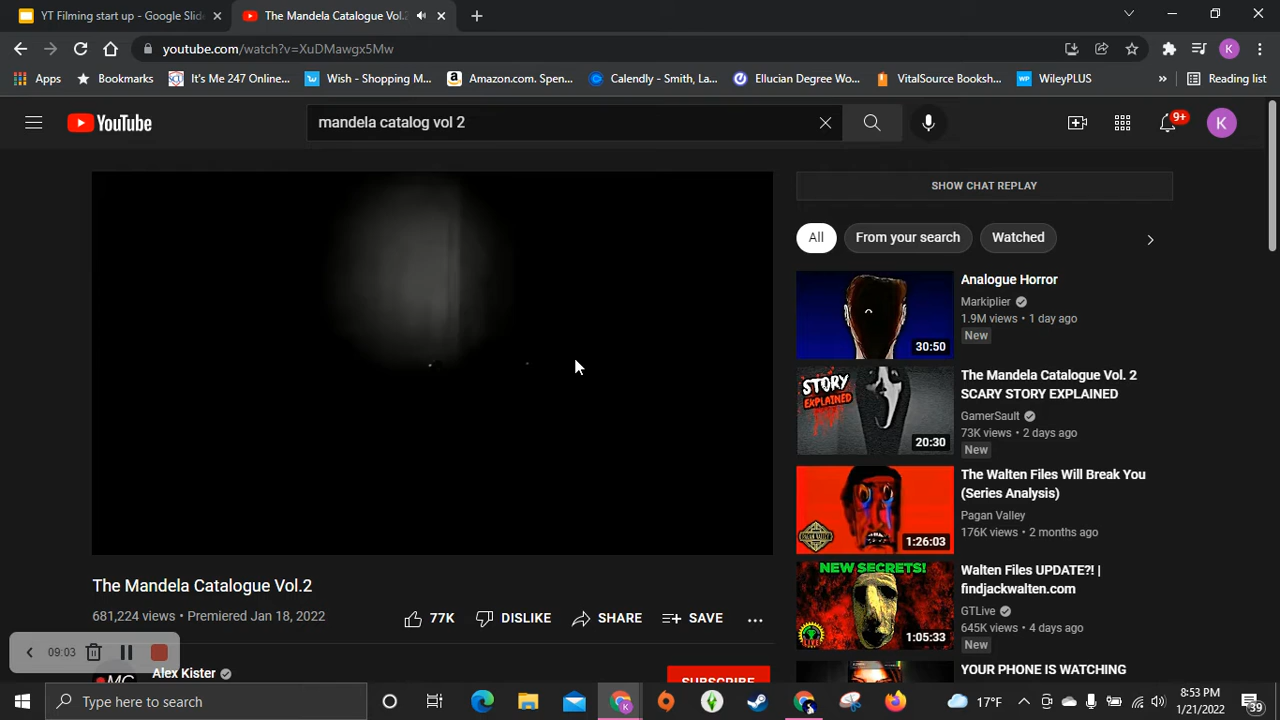 YT Filming start up - Google Slide
The Mandela Catalogue Vol.2
youtube.com/watch?v=XuDMawgx5Mw
K
Apps
Bookmarks
It's Me 247 Online...
Wish - Shopping M...
Amazon.com. Spen...
Calendly - Smith, La...
Ellucian Degree Wo...
VitalSource Booksh...
WP
WileyPLUS
»
Reading list
YouTube
mandela catalog vol 2
9+
K
SHOW CHAT REPLAY
All
From your search
Watched
Analogue Horror
Markiplier
1.9M views • 1 day ago
New
30:50
STORY
EXPLAINED
20:30
The Mandela Catalogue Vol. 2
SCARY STORY EXPLAINED
GamerSault
73K views • 2 days ago
New
1:26:03
The Walten Files Will Break You
(Series Analysis)
Pagan Valley
176K views • 2 months ago
NEW SECRETS!
1:05:33
Walten Files UPDATE?! |
findjackwalten.com
GTLive
645K views • 4 days ago
New
YOUR PHONE IS WATCHING
The Mandela Catalogue Vol.2
681,224 views • Premiered Jan 18, 2022
77K
DISLIKE
SHARE
SAVE
09:03
Alex Kister
SUBSCRIBE
Type here to search
17°F
8:53 PM
1/21/2022
39